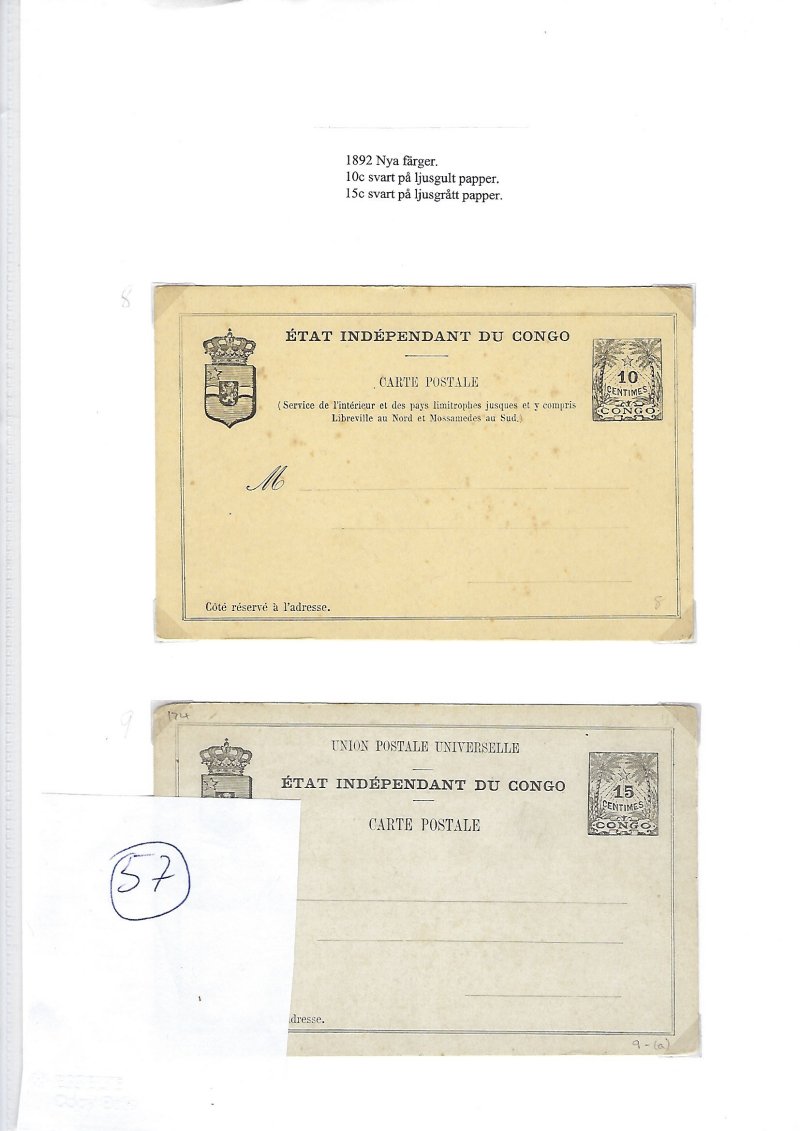 1892 Nya färger.
10c svart på ljusgult papper.
15c svart på ljusgrått papper.
8
ÉTAT INDÉPENDANT DU CONGO
CARTE POSTALE
(Service de l'intérieur et des pays limitrophes jusques et y compris
Libreville au Nord et Mossamedes au Sud.)
10
CENTIMES
CONGO
M
Côté réservé à l'adresse.
8
9
174
UNION POSTALE UNIVERSELLE
ÉTAT INDÉPENDANT DU CONGO
CARTE POSTALE
15
CENTIMES
CONGO
57
dresse.
9-(a)